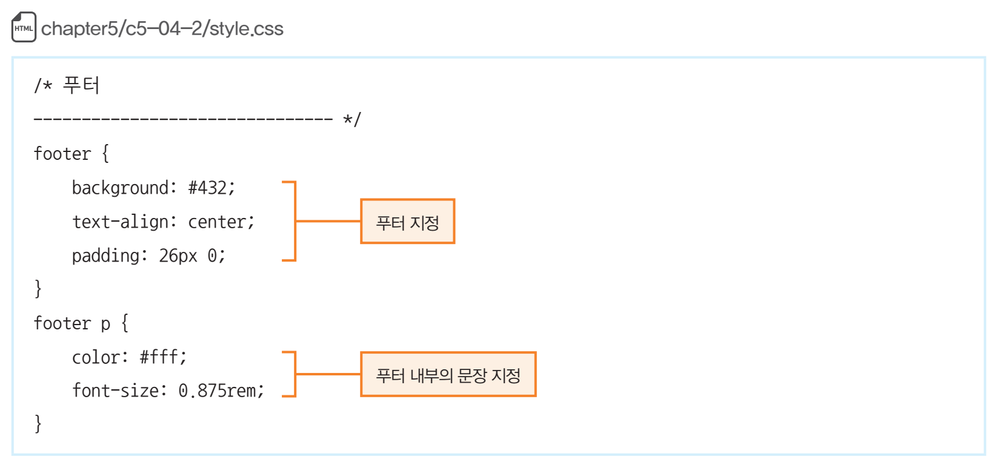 HTML chapter5/c5-04-2/style.css
/* 푸터
------------------------------- */
footer {
    background: #432;
    text-align: center;
푸터 지정
    padding: 26px 0;
}
footer p {
    color: #fff;
푸터 내부의 문장 지정
    font-size: 0.875rem;
}